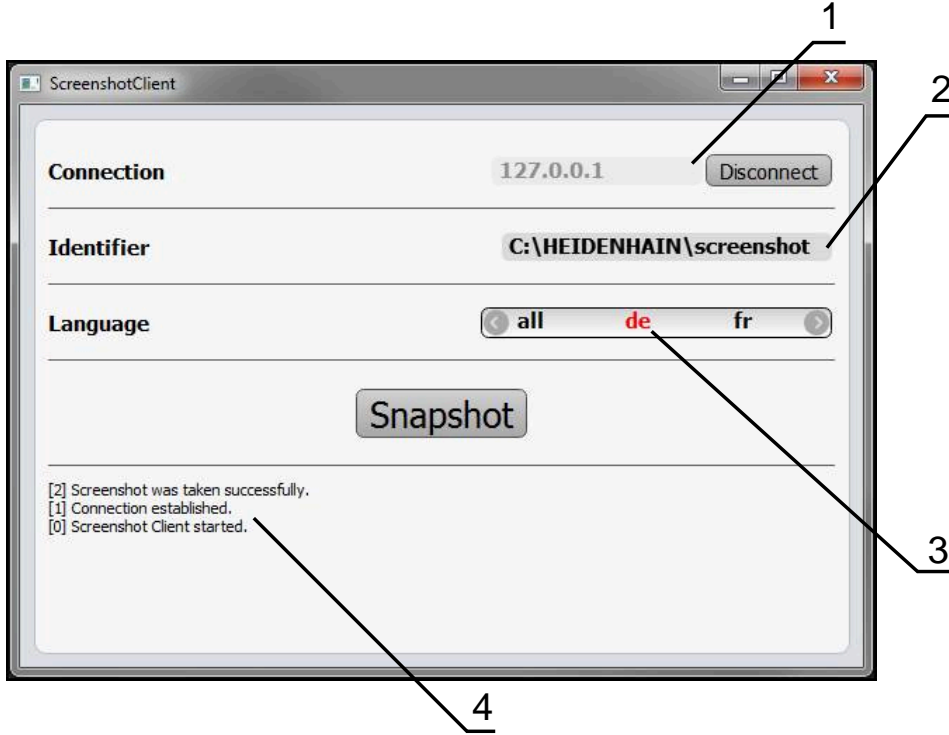 1
ScreenshotClient
2
Connection 127.0.0.1 Disconnect
Identifier C:\HEIDENHAIN\screenshot
Language all de fr
Snapshot
[2] Screenshot was taken successfully.
[1] Connection established.
[0] Screenshot Client started.
3
4